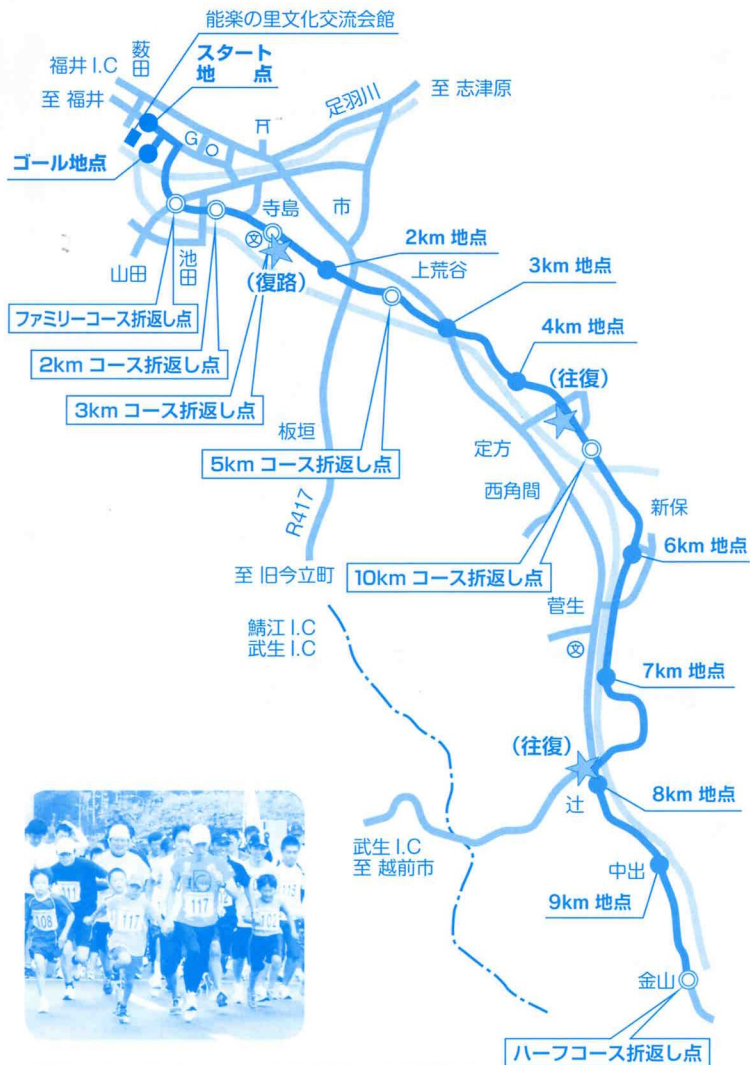 能楽の里文化交流会館
薮田
スタート
地　点
福井 I.C
至 福井
足羽川
至 志津原
G
ゴール地点
寺島
市
文
2km 地点
上荒谷
3km 地点
山田
池田
(復路)
4km 地点
ファミリーコース折返し点
2km コース折返し点
(往復)
3km コース折返し点
板垣
5km コース折返し点
定方
西角間
R417
新保
6km 地点
至 旧今立町
10km コース折返し点
菅生
鯖江 I.C
武生 I.C
文
7km 地点
(往復)
辻
8km 地点
武生 I.C
至 越前市
中出
9km 地点
金山
ハーフコース折返し点
111
108
117
117
102